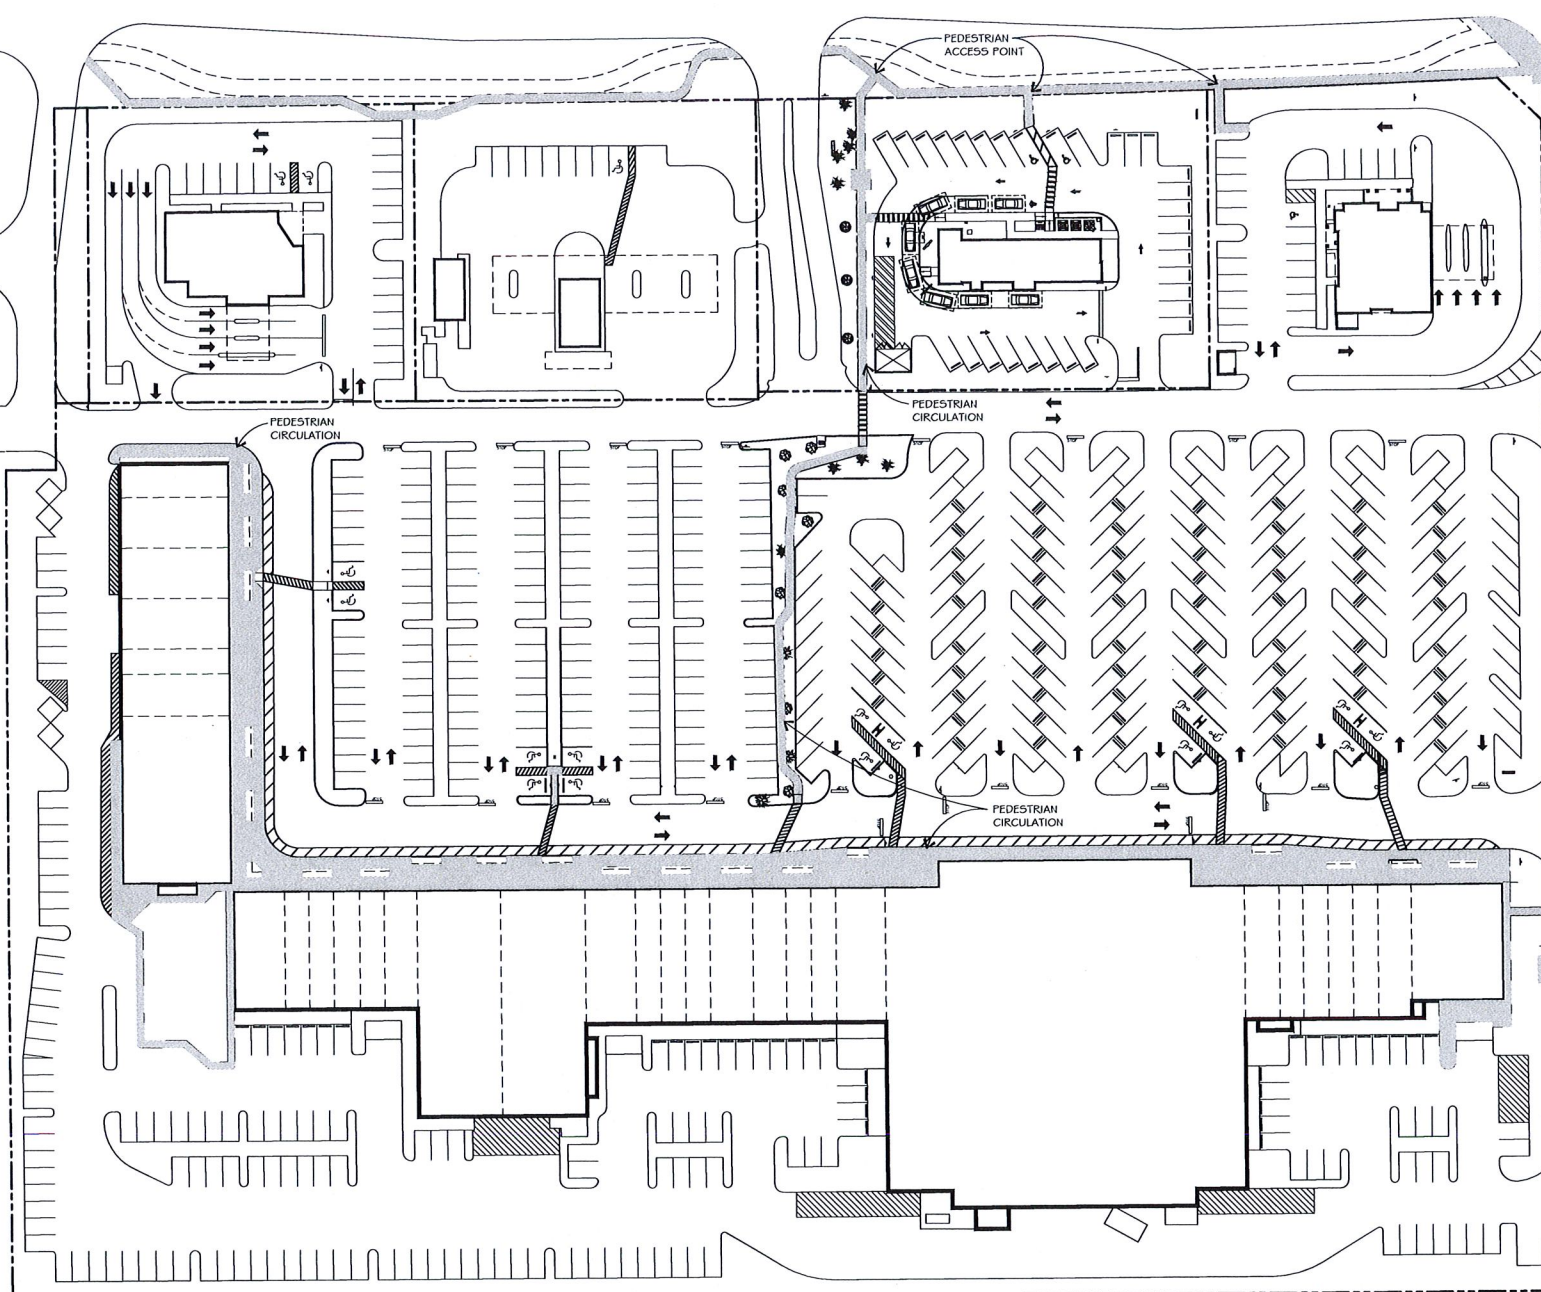 PEDESTRIAN
ACCESS POINT
PEDESTRIAN
CIRCULATION
PEDESTRIAN
CIRCULATION
PEDESTRIAN
CIRCULATION